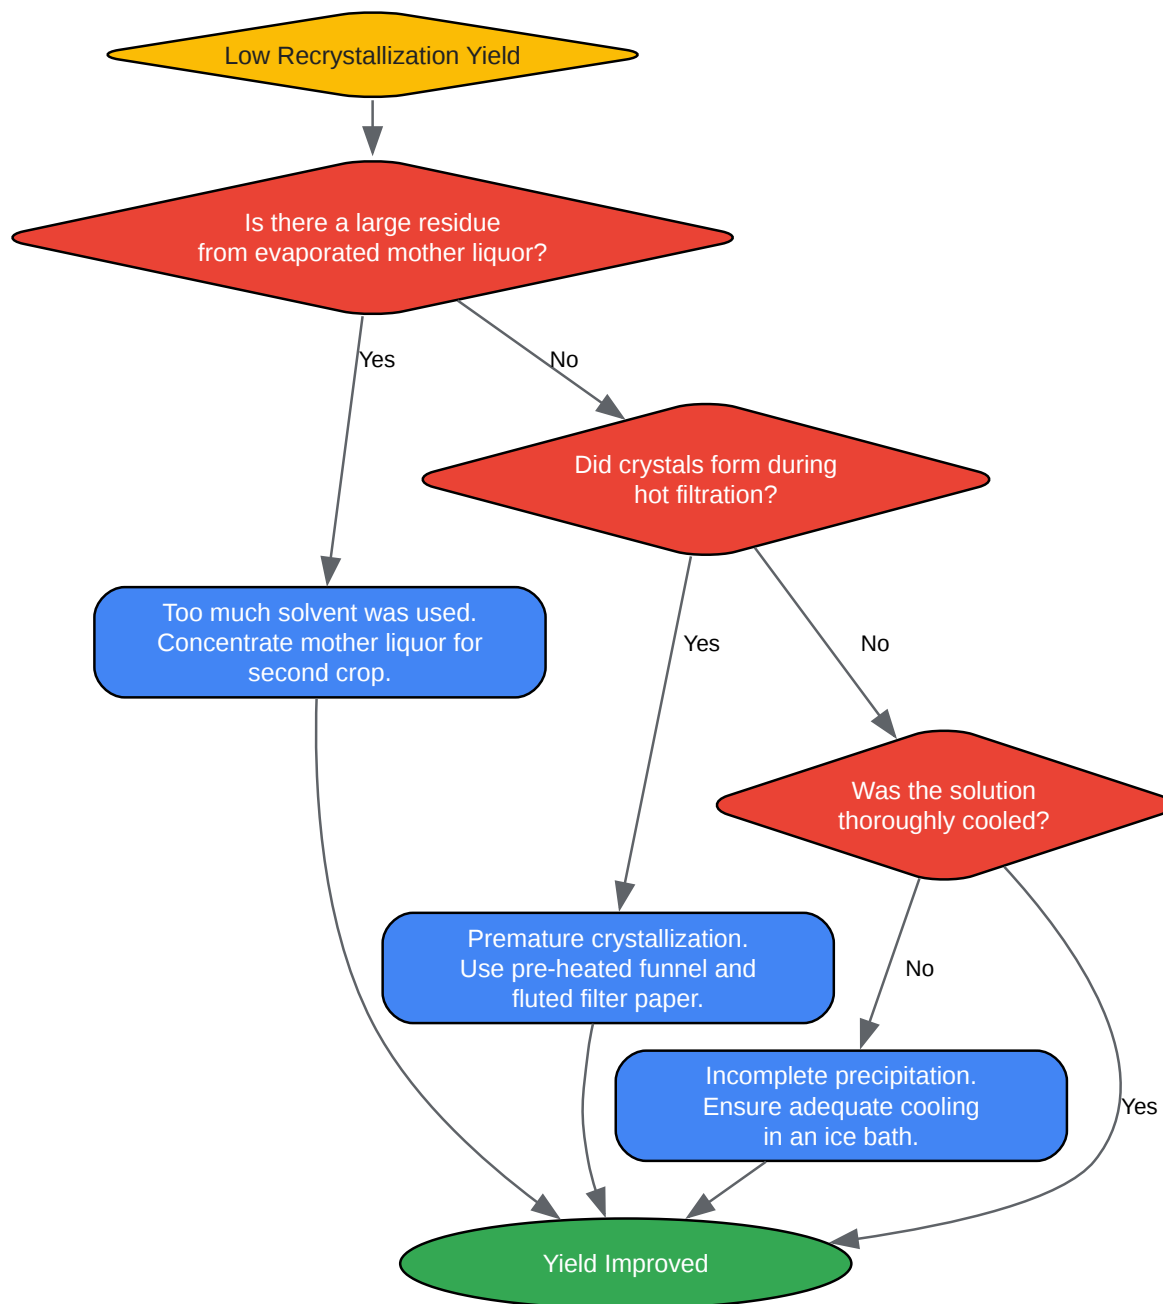 Low Recrystallization Yield
Is there a large residue
from evaporated mother liquor?
Yes
No
Did crystals form during
hot filtration?
Too much solvent was used.
Concentrate mother liquor for
second crop.
Yes
No
Was the solution
thoroughly cooled?
Premature crystallization.
Use pre-heated funnel and
fluted filter paper.
No
Incomplete precipitation.
Ensure adequate cooling
in an ice bath.
Yes
Yield Improved